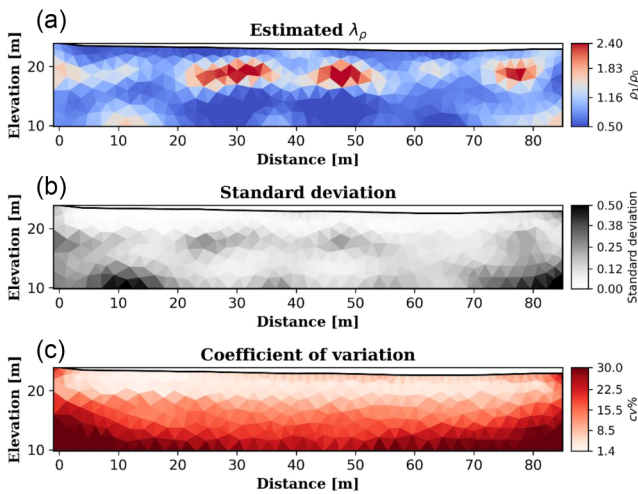 (a)
Estimated λρ
Elevation [m]
20
10
0 10 20 30 40 50 60 70 80
Distance [m]
2.40
1.83
1.16
0.50
ρ1/ρ0
(b)
Standard deviation
Elevation [m]
20
10
0 10 20 30 40 50 60 70 80
Distance [m]
0.50
0.38
0.25
0.12
0.00
Standard deviation
(c)
Coefficient of variation
Elevation [m]
20
10
0 10 20 30 40 50 60 70 80
Distance [m]
30.0
22.9
15.7
8.5
1.4
cv%